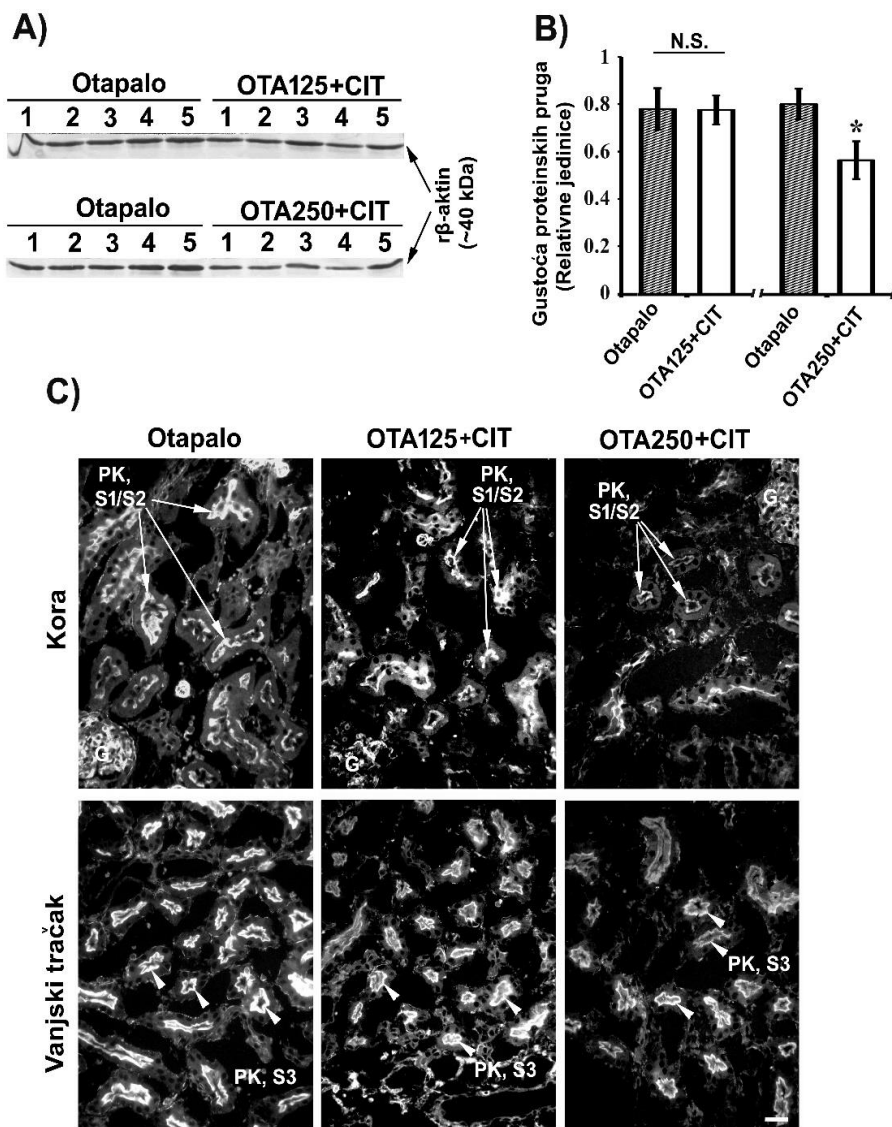 A)
Otapalo OTA125+CIT
1 2 3 4 5 1 2 3 4 5
Otapalo OTA250+CIT
1 2 3 4 5 1 2 3 4 5
rβ-aktin
(~40 kDa)
B)
N.S.
1
0.8
0.6
0.4
0.2
0
*
Gustoća proteinskih pruga
(Relativne jedinice)
Otapalo
OTA125+CIT
Otapalo
OTA250+CIT
C)
Otapalo OTA125+CIT OTA250+CIT
Kora
PK,
S1/S2
G
PK,
S1/S2
G
PK,
S1/S2
G
Vanjski tračak
PK, S3
PK, S3
PK, S3